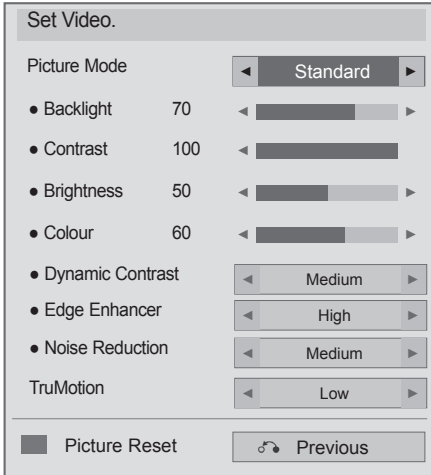 Set Video.
Picture Mode ◄ Standard ►
● Backlight 70 ◄ ►
● Contrast 100 ◄
● Brightness 50 ◄ ►
● Colour 60 ◄ ►
● Dynamic Contrast ◄ Medium ►
● Edge Enhancer ◄ High ►
● Noise Reduction ◄ Medium ►
TruMotion ◄ Low ►
Picture Reset Previous